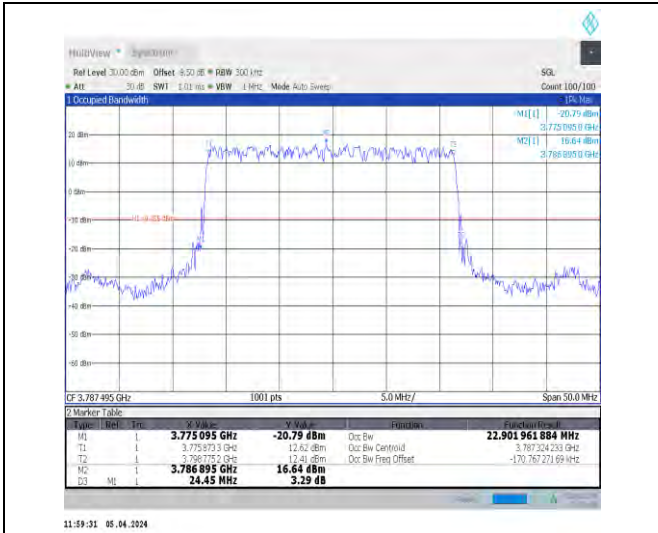 MultiView
Ref Level 30.00 dBm Offset 8.50 dB RBW 300 kHz SGL
Att 30 dB SWT 1.01 ms VBW 1 MHz Mode Auto Sweep Count 100/100
1 Occupied Bandwidth 1Pk Max
M1[1] -20.79 dBm
3.775 095 0 GHz
M2[1] 16.64 dBm
3.786 895 0 GHz
20 dBm
10 dBm
0 dBm
-10 dBm
-20 dBm
-30 dBm
-40 dBm
-50 dBm
-60 dBm
CF 3.787 495 GHz 1001 pts 5.0 MHz/ Span 50.0 MHz
2 Marker Table
Type Ref Trc X-Value Y-Value Function Function Result
M1 1 3.775 095 GHz -20.79 dBm Occ Bw 22.901 961 884 MHz
T1 1 3.775 873 3 GHz 12.62 dBm Occ Bw Centroid 3.787 324 233 GHz
T2 1 3.798 775 2 GHz 12.41 dBm Occ Bw Freq Offset -170.767 271 69 kHz
M2 1 3.786 895 GHz 16.64 dBm
D3 M1 1 24.45 MHz 3.29 dB
11:59:31 05.04.2024